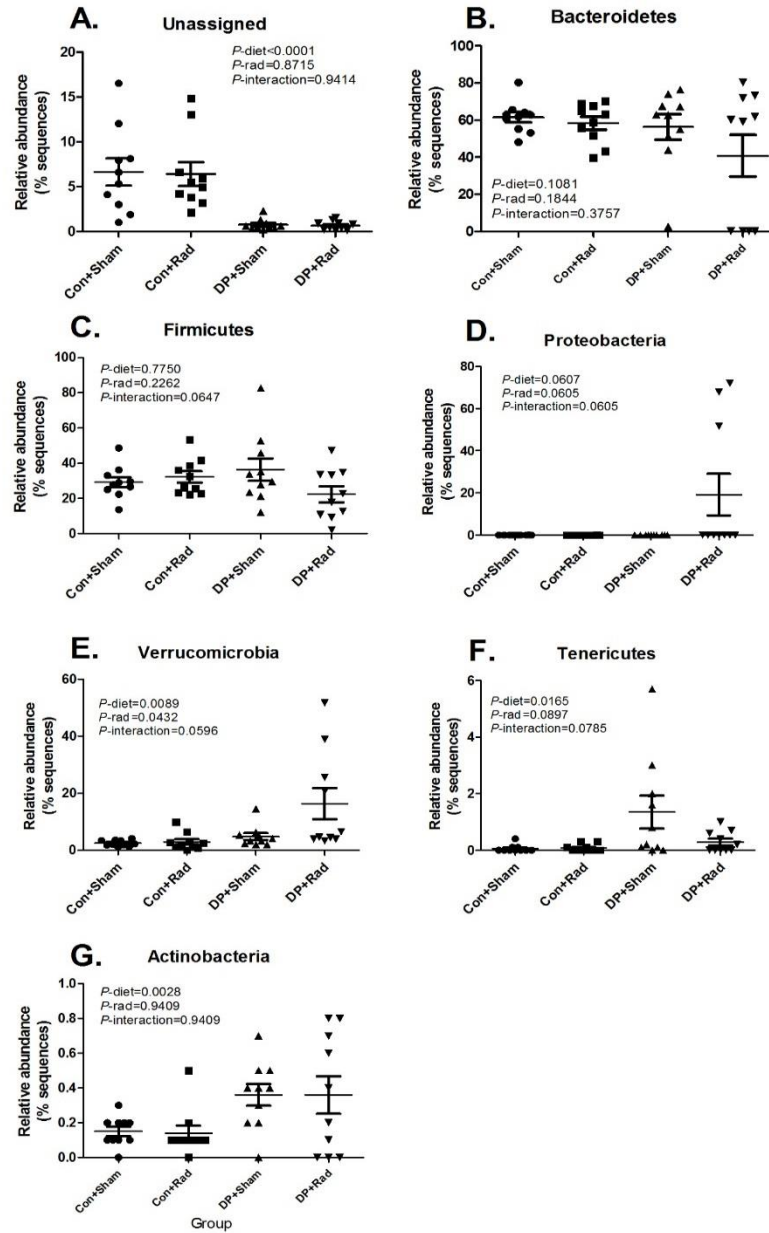 A.
Unassigned
P-diet<0.0001
P-rad=0.8715
P-interaction=0.9414
Relative abundance
(% sequences)
20
15
10
5
0
Con+Sham
Con+Rad
DP+Sham
DP+Rad
B.
Bacteroidetes
Relative abundance
(% sequences)
100
80
60
40
20
0
P-diet=0.1081
P-rad=0.1844
P-interaction=0.3757
Con+Sham
Con+Rad
DP+Sham
DP+Rad
C.
Firmicutes
P-diet=0.7750
P-rad=0.2262
P-interaction=0.0647
Relative abundance
(% sequences)
100
80
60
40
20
0
Con+Sham
Con+Rad
DP+Sham
DP+Rad
D.
Proteobacteria
P-diet=0.0607
P-rad=0.0605
P-interaction=0.0605
Relative abundance
(% sequences)
80
60
40
20
0
Con+Sham
Con+Rad
DP+Sham
DP+Rad
E.
Verrucomicrobia
P-diet=0.0089
P-rad=0.0432
P-interaction=0.0596
Relative abundance
(% sequences)
60
40
20
0
Con+Sham
Con+Rad
DP+Sham
DP+Rad
F.
Tenericutes
P-diet=0.0165
P-rad=0.0897
P-interaction=0.0785
Relative abundance
(% sequences)
6
4
2
0
Con+Sham
Con+Rad
DP+Sham
DP+Rad
G.
Actinobacteria
P-diet=0.0028
P-rad=0.9409
P-interaction=0.9409
Relative abundance
(% sequences)
1.0
0.8
0.6
0.4
0.2
0.0
Con+Sham
Con+Rad
DP+Sham
DP+Rad
Group